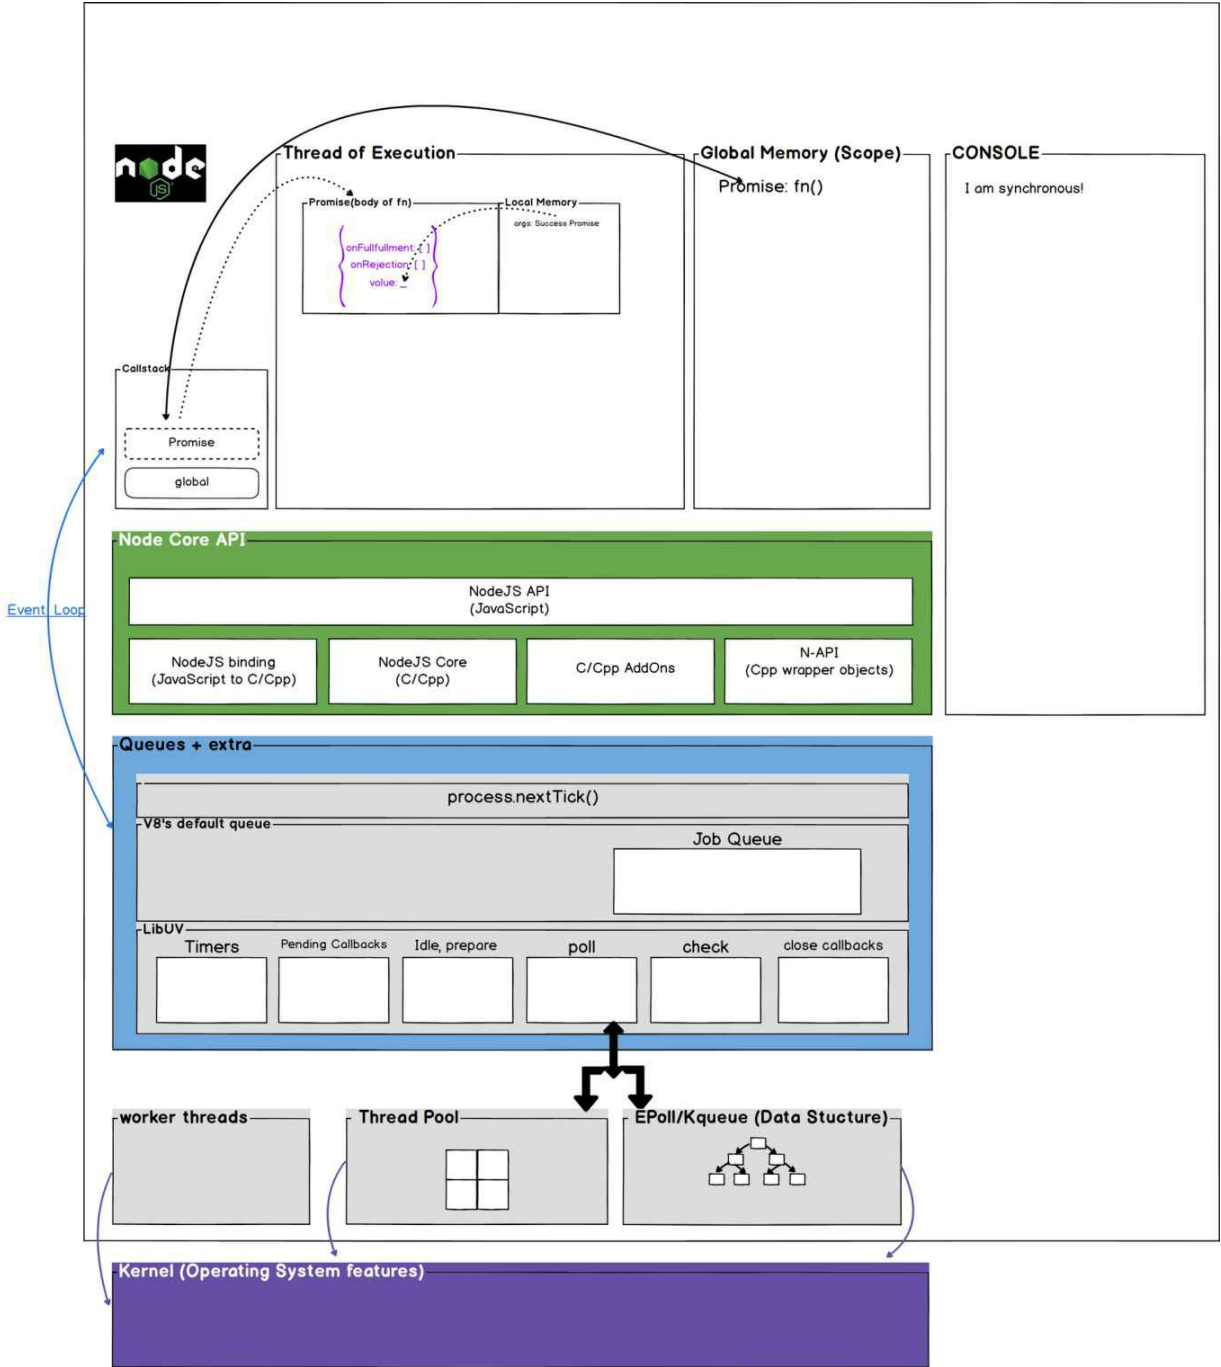 node
JS
Thread of Execution
Global Memory (Scope)
CONSOLE
Promise: fn()
I am synchronous!
Promise(body of fn)
Local Memory
args: Success Promise
onFullfullment: [ ]
onRejection: [ ]
value: _
Callstack
Promise
global
Event Loop
Node Core API
NodeJS API
(JavaScript)
NodeJS binding
(JavaScript to C/Cpp)
NodeJS Core
(C/Cpp)
C/Cpp AddOns
N-API
(Cpp wrapper objects)
Queues + extra
process.nextTick()
V8's default queue
Job Queue
LibUV
Timers
Pending Callbacks
Idle, prepare
poll
check
close callbacks
worker threads
Thread Pool
EPoll/Kqueue (Data Stucture)
Kernel (Operating System features)